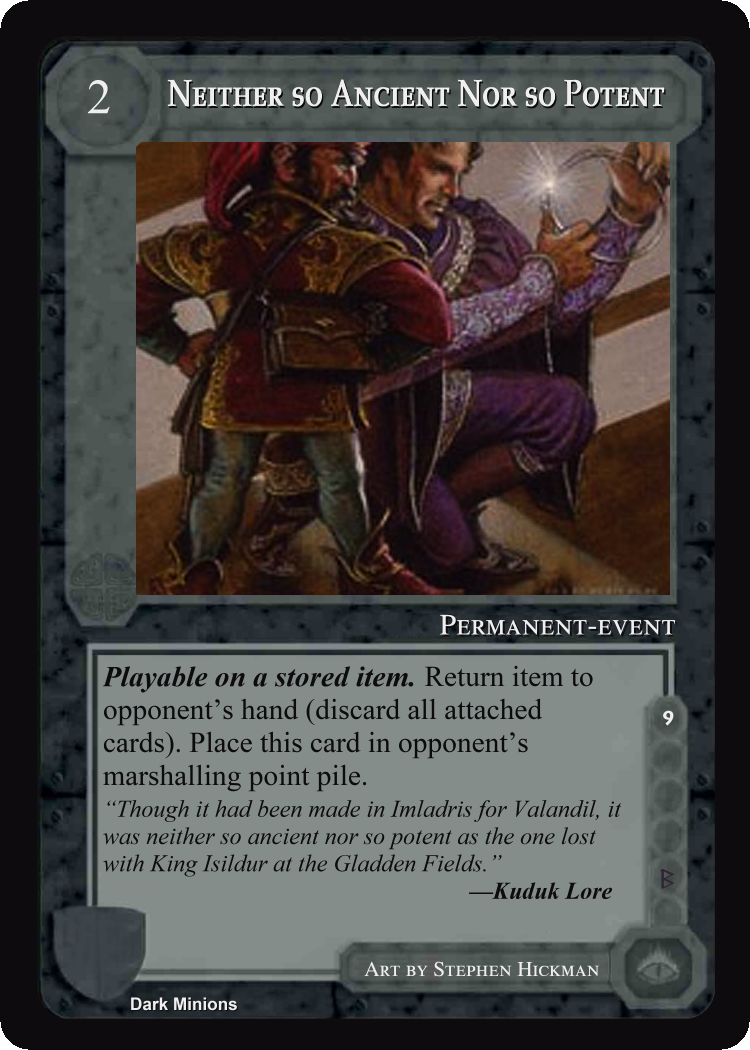 2
Neither so Ancient Nor so Potent
Permanent-event
Playable on a stored item. Return item to
opponent's hand (discard all attached
cards). Place this card in opponent's
marshalling point pile.
“Though it had been made in Imladris for Valandil, it
was neither so ancient nor so potent as the one lost
with King Isildur at the Gladden Fields.”
—Kuduk Lore
9
ᛒ
Art by Stephen Hickman
Dark Minions